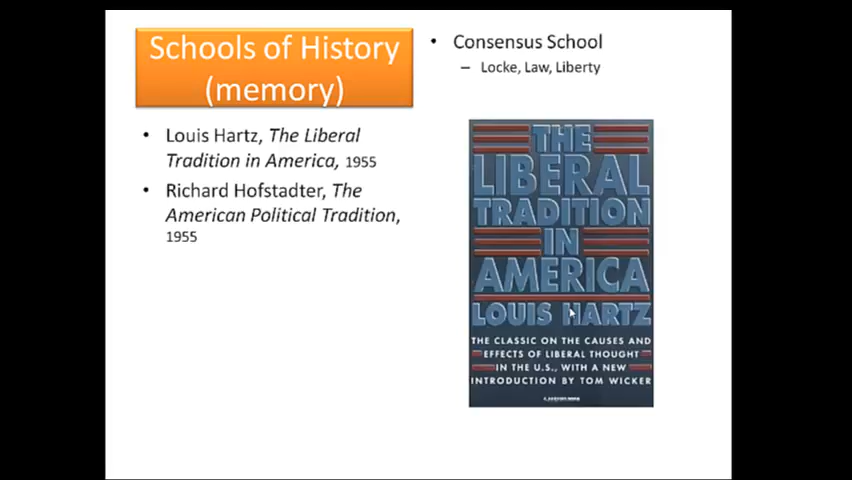 Schools of History
(memory)
• Louis Hartz, The Liberal
Tradition in America, 1955
• Richard Hofstadter, The
American Political Tradition,
1955
• Consensus School
– Locke, Law, Liberty
THE
LIBERAL
TRADITION
IN
AMERICA
LOUIS HARTZ
THE CLASSIC ON THE CAUSES AND
EFFECTS OF LIBERAL THOUGHT
IN THE U.S., WITH A NEW
INTRODUCTION BY TOM WICKER